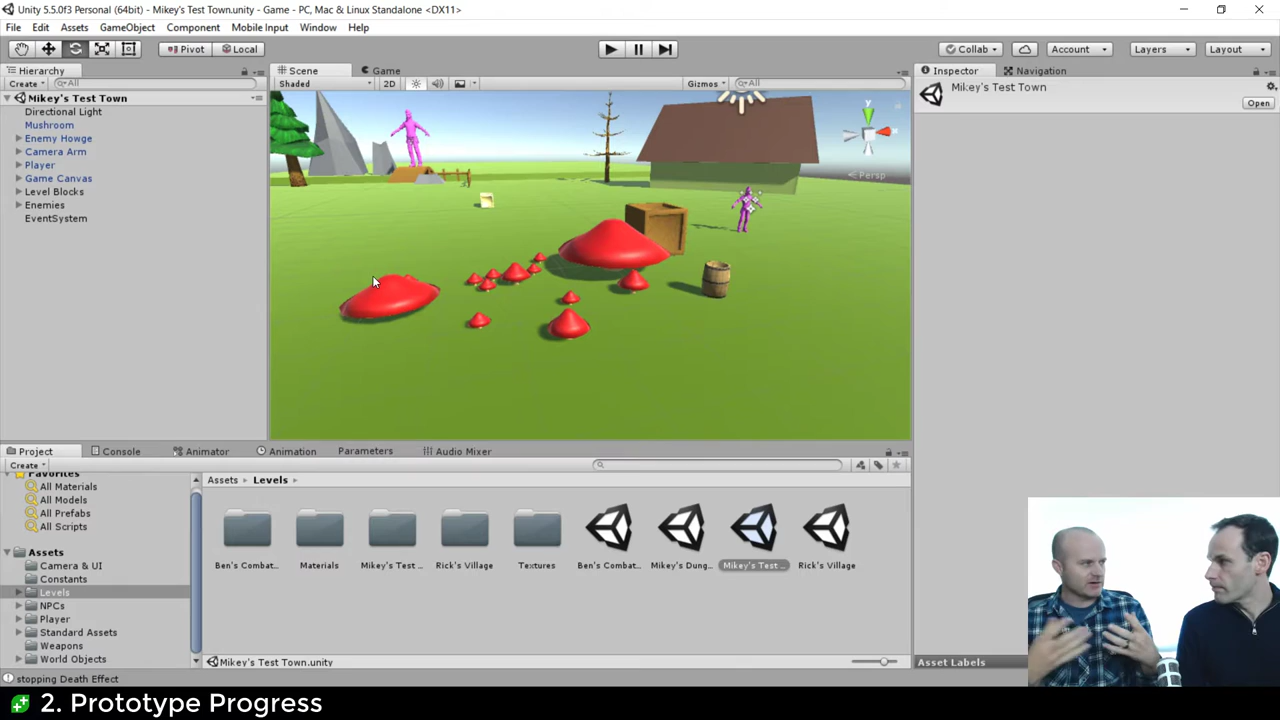 Unity 5.5.0f3 Personal (64bit) - Mikey's Test Town.unity - Game - PC, Mac & Linux Standalone <DX11>
File Edit Assets GameObject Component Mobile Input Window Help
Pivot Local Collab Account Layers Layout
Hierarchy
Create All
Mikey's Test Town
Directional Light
Mushroom
Enemy Howge
Camera Arm
Player
Game Canvas
Level Blocks
Enemies
EventSystem
Scene Game
Shaded 2D Gizmos All
y
Persp
Inspector Navigation
Mikey's Test Town
Open
Project Console Animator Animation Parameters Audio Mixer
Create
Favorites
All Materials
All Models
All Prefabs
All Scripts
Assets
Camera & UI
Constants
Levels
NPCs
Player
Standard Assets
Weapons
World Objects
Assets Levels
Ben's Combat... Materials Mikey's Test ... Rick's Village Textures Ben's Combat... Mikey's Dung... Mikey's Test ... Rick's Village
Mikey's Test Town.unity
Asset Labels
stopping Death Effect
2. Prototype Progress